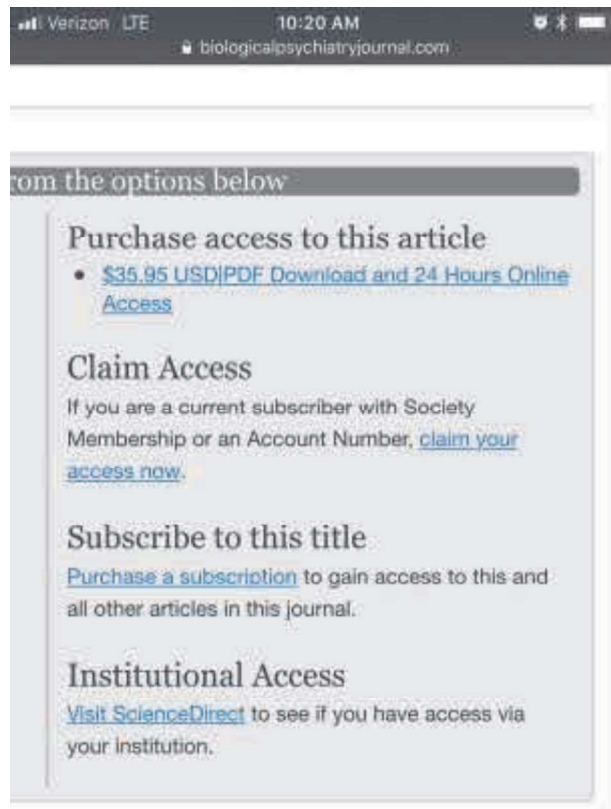 Verizon LTE 10:20 AM
biologicalpsychiatryjournal.com
rom the options below
Purchase access to this article
• $35.95 USD|PDF Download and 24 Hours Online
Access
Claim Access
If you are a current subscriber with Society
Membership or an Account Number, claim your
access now.
Subscribe to this title
Purchase a subscription to gain access to this and
all other articles in this journal.
Institutional Access
Visit ScienceDirect to see if you have access via
your institution.